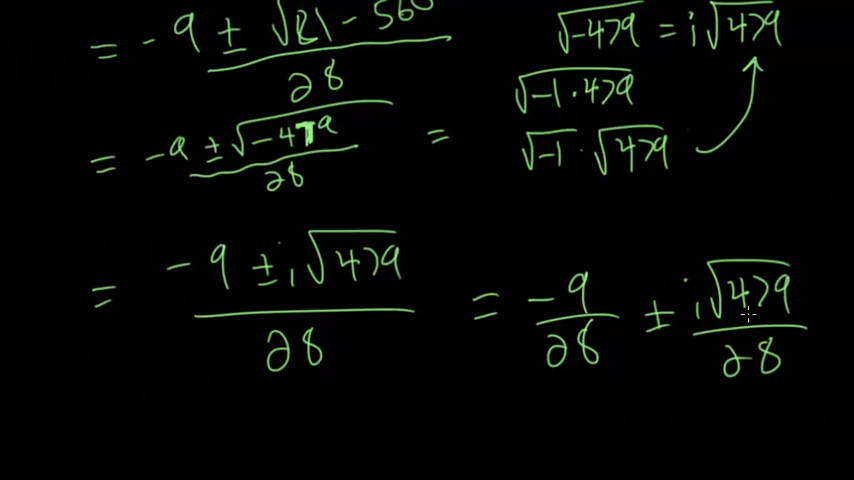 = -9 ± √81 - 560 / 28
= -9 ± √-479 / 28 =
√-479 = i√479
√-1 · 479
√-1 · √479
= -9 ± i√479 / 28 = -9/28 ± i√479/28